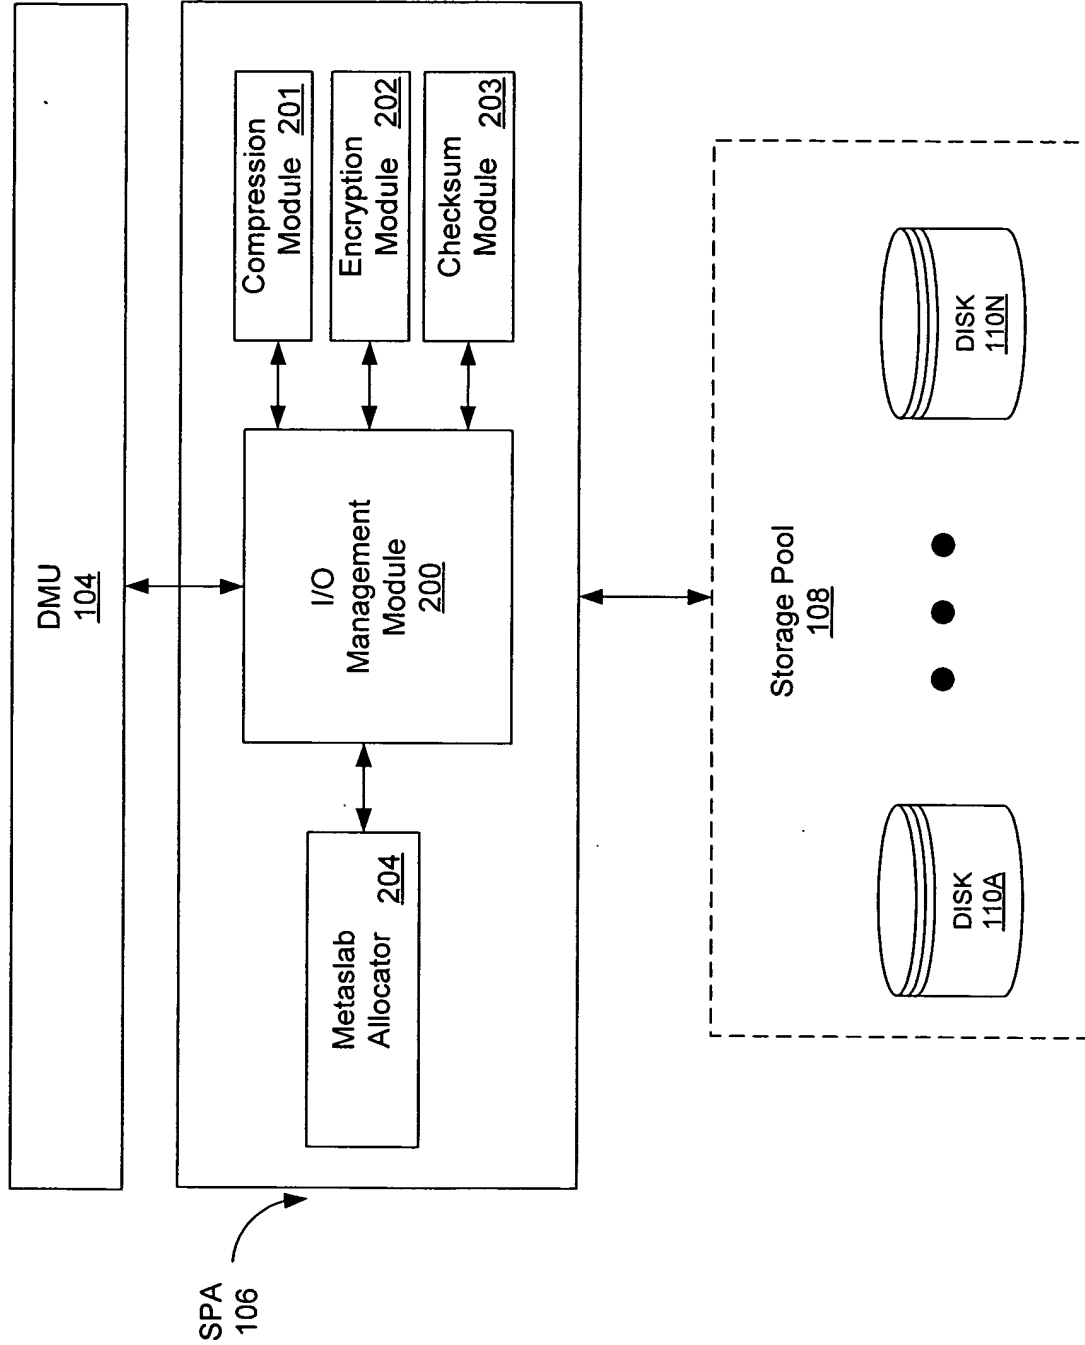 DMU
104
SPA
106
Metaslab
Allocator 204
I/O
Management
Module
200
Compression
Module 201
Encryption
Module 202
Checksum
Module 203
Storage Pool
108
DISK
110A
DISK
110N